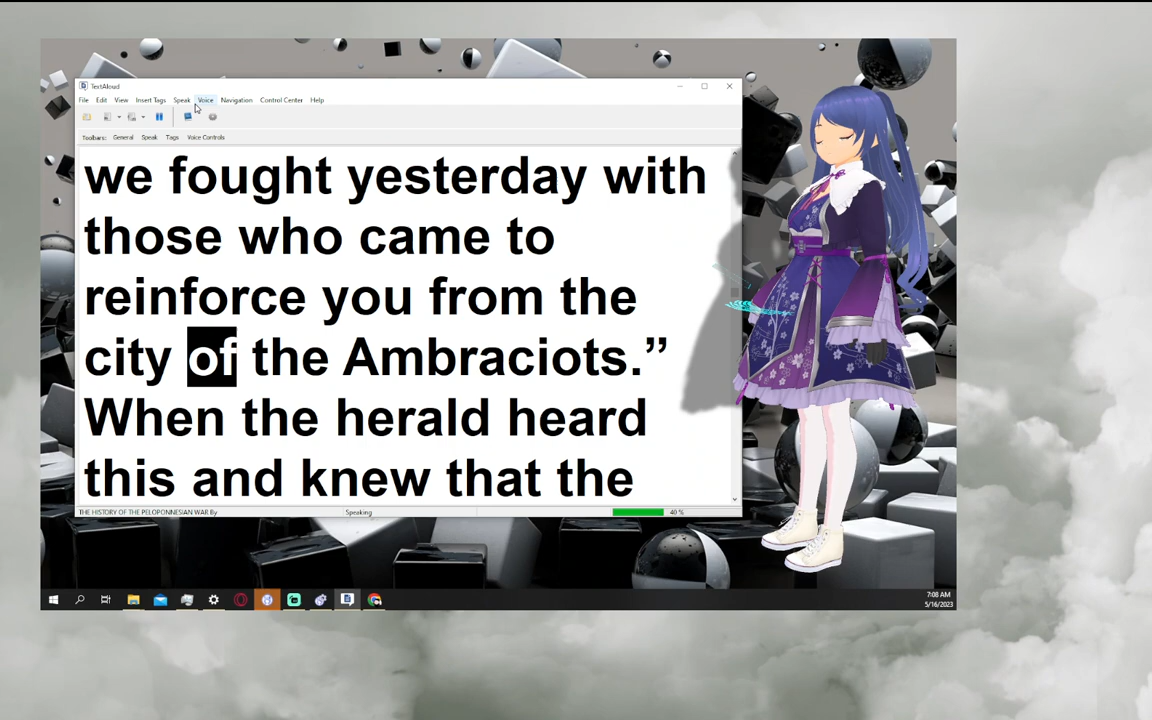 TextAloud
File Edit View Insert Tags Speak Voice Navigation Control Center Help
Toolbars: General Speak Tags Voice Controls
we fought yesterday with
those who came to
reinforce you from the
city of the Ambraciots.”
When the herald heard
this and knew that the
THE HISTORY OF THE PELOPONNESIAN WAR By Speaking 40 %
7:08 AM
5/16/2023